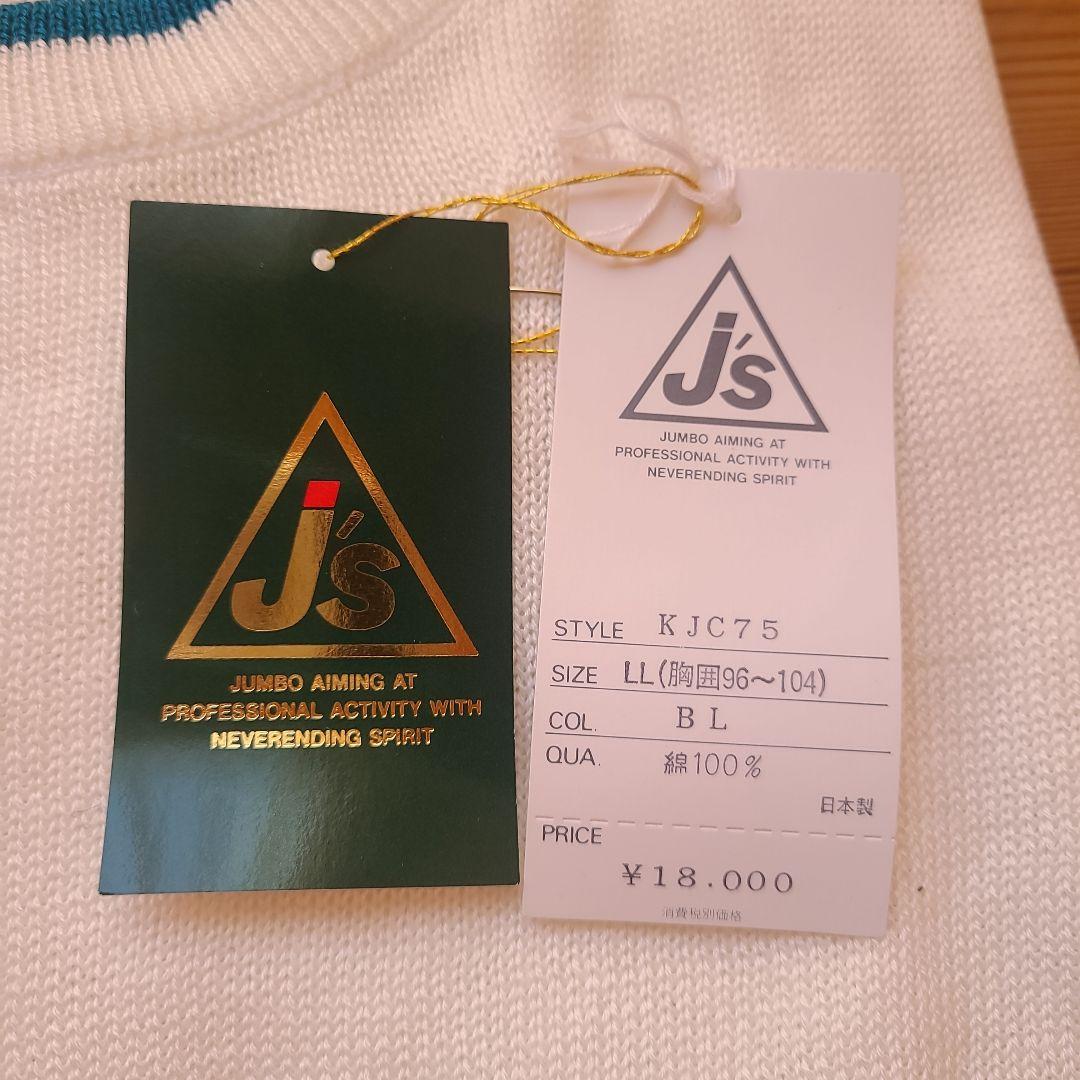 J's
JUMBO AIMING AT
PROFESSIONAL ACTIVITY WITH
NEVERENDING SPIRIT
J's
JUMBO AIMING AT
PROFESSIONAL ACTIVITY WITH
NEVERENDING SPIRIT
STYLE KJC75
SIZE LL(胸囲96〜104)
COL. BL
QUA. 綿100%
日本製
PRICE
¥18.000
消費税別価格